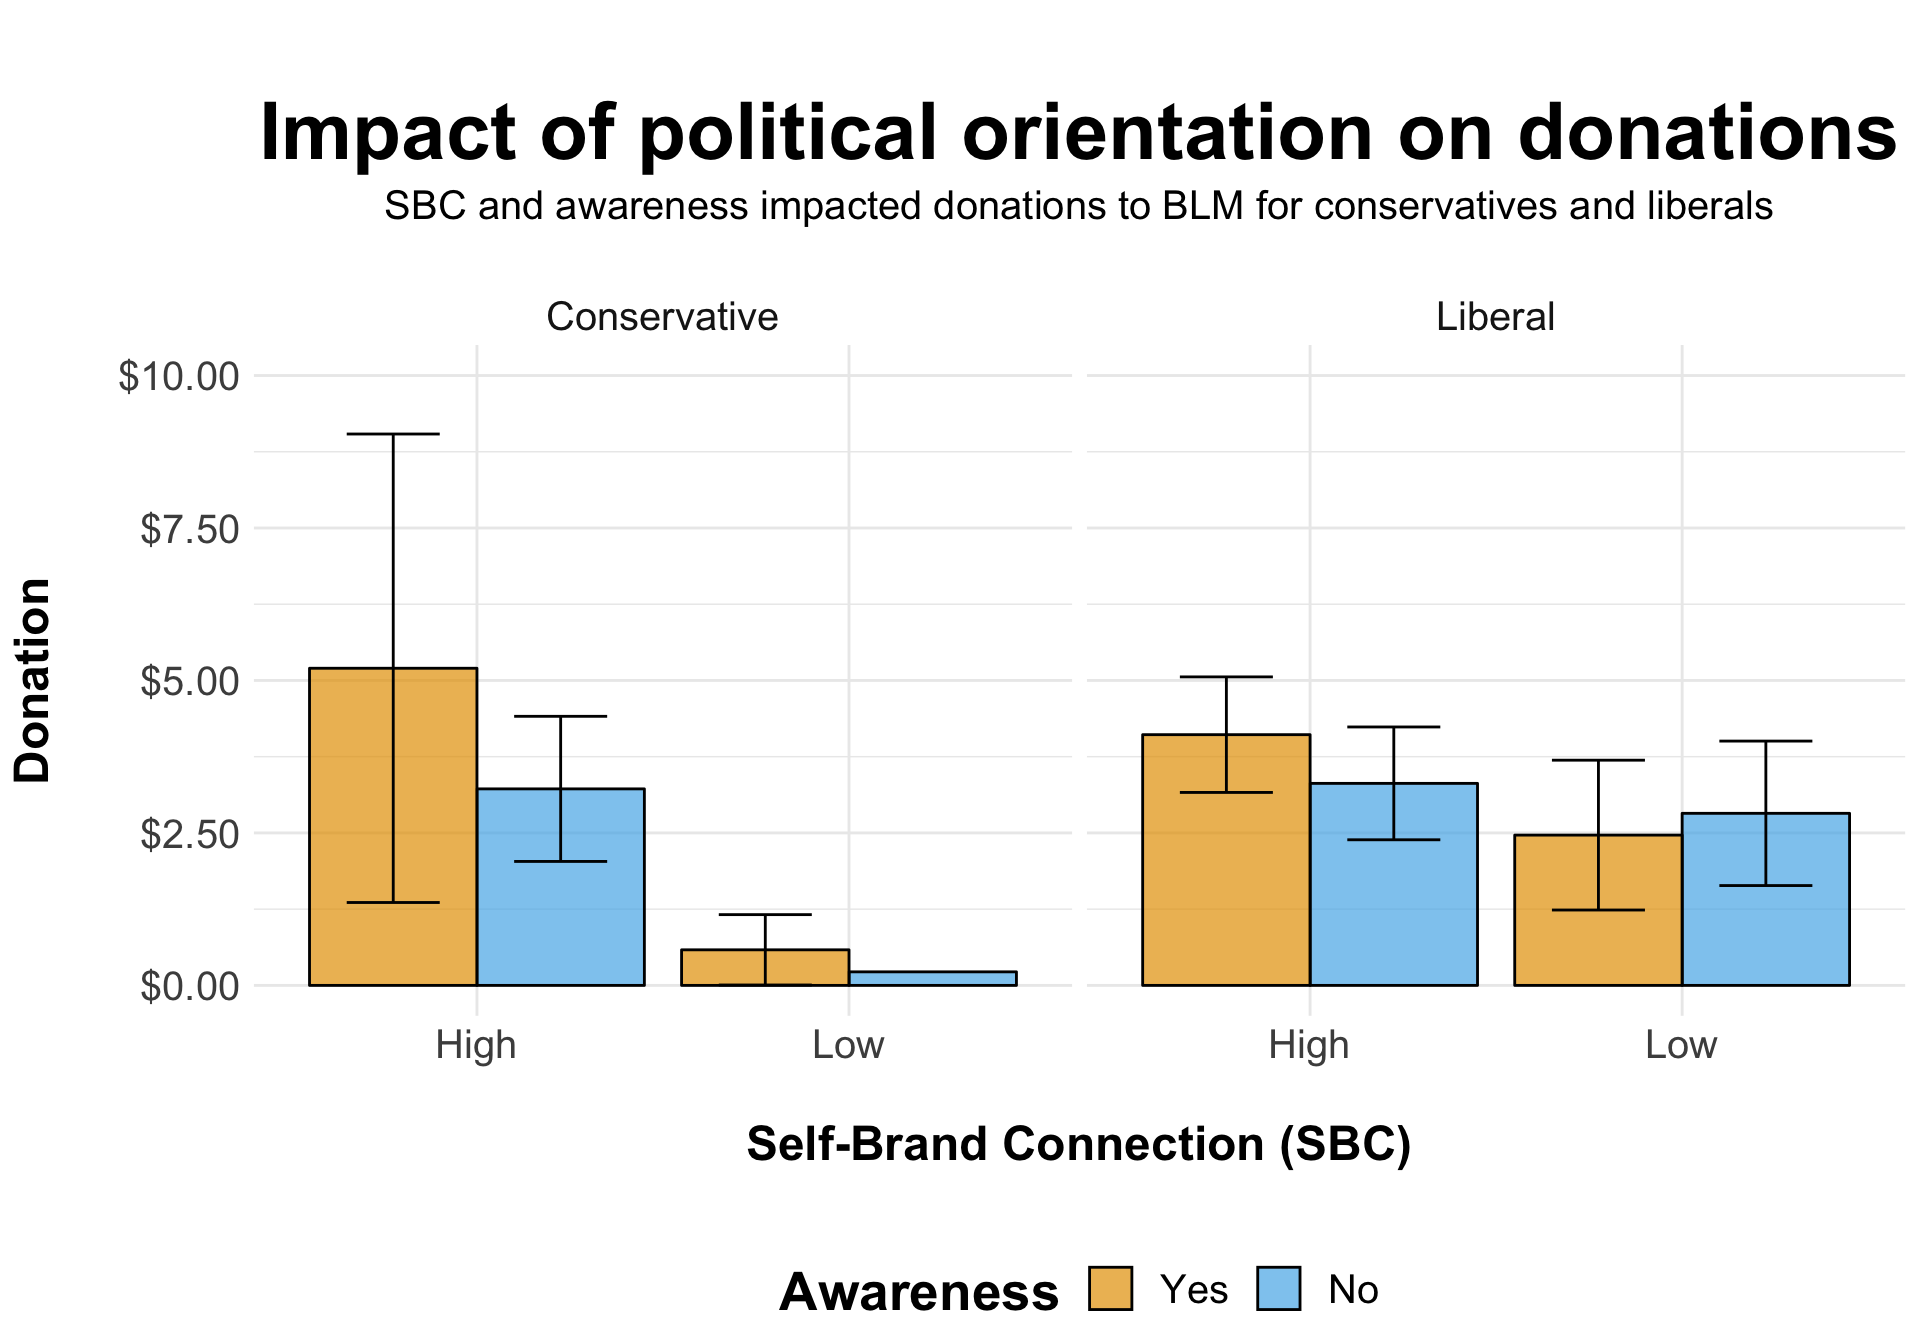 Impact of political orientation on donations
SBC and awareness impacted donations to BLM for conservatives and liberals
Conservative
Liberal
$10.00
$7.50
$5.00
$2.50
$0.00
Donation
High
Low
High
Low
Self-Brand Connection (SBC)
Awareness Yes No